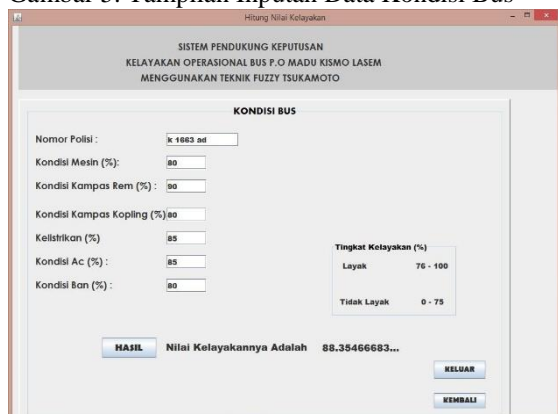 Gambar 3. Tampilan Inputan Data Kondisi Bus
Hitung Nilai Kelayakan
SISTEM PENDUKUNG KEPUTUSAN
KELAYAKAN OPERASIONAL BUS P.O MADU KISMO LASEM
MENGGUNAKAN TEKNIK FUZZY TSUKAMOTO
KONDISI BUS
Nomor Polisi : k 1663 ad
Kondisi Mesin (%): 80
Kondisi Kampas Rem (%) : 90
Kondisi Kampas Kopling (%) 80
Kelistrikan (%) 85
Kondisi Ac (%) : 85
Kondisi Ban (%) : 80
Tingkat Kelayakan (%)
Layak 76 - 100
Tidak Layak 0 - 75
HASIL Nilai Kelayakannya Adalah 88.35466683...
KELUAR
KEMBALI